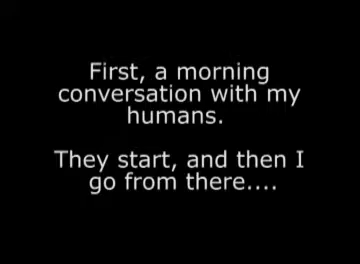 First, a morning
conversation with my
humans.
They start, and then I
go from there....